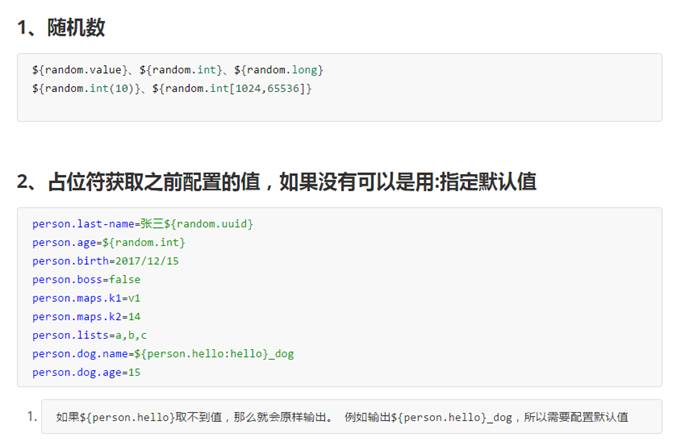 1、随机数
${random.value}、${random.int}、${random.long}
${random.int(10)}、${random.int[1024,65536]}
2、占位符获取之前配置的值，如果没有可以是用:指定默认值
person.last-name=张三${random.uuid}
person.age=${random.int}
person.birth=2017/12/15
person.boss=false
person.maps.k1=v1
person.maps.k2=14
person.lists=a,b,c
person.dog.name=${person.hello:hello}_dog
person.dog.age=15
1. 如果${person.hello}取不到值，那么就会原样输出。 例如输出${person.hello}_dog，所以需要配置默认值